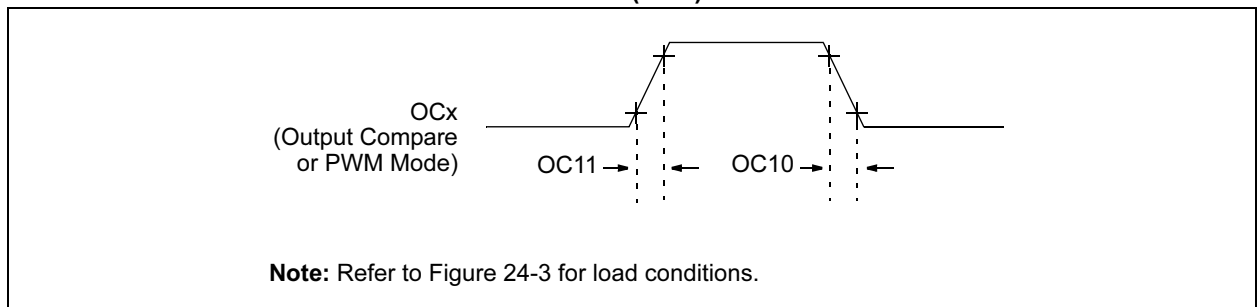 OCx
(Output Compare
or PWM Mode)
OC11
OC10
Note: Refer to Figure 24-3 for load conditions.